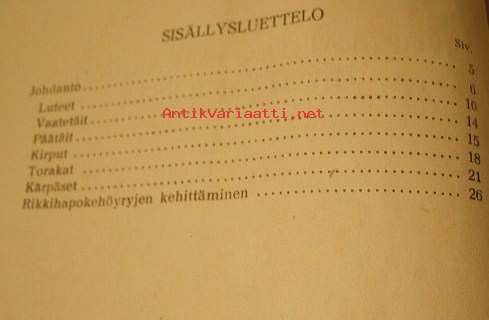 SISÄLLYSLUETTELO
Siv.
Johdanto 5
Luteet 6
Vaatetäit 10
Päätäit 14
Kirput 15
Torakat 18
Kärpäset 21
Rikkihapokehöyryjen kehittäminen 26
AntikVariaatti.net